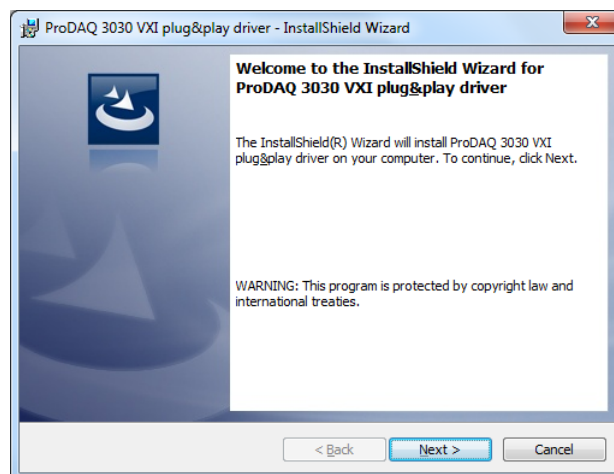 ProDAQ 3030 VXI plug&play driver - InstallShield Wizard
Welcome to the InstallShield Wizard for
ProDAQ 3030 VXI plug&play driver
The InstallShield(R) Wizard will install ProDAQ 3030 VXI
plug&play driver on your computer. To continue, click Next.
WARNING: This program is protected by copyright law and
international treaties.
< Back
Next >
Cancel